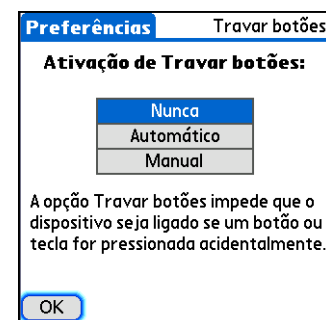 Preferências Travar botões
Ativação de Travar botões:
Nunca
Automático
Manual
A opção Travar botões impede que o
dispositivo seja ligado se um botão ou
tecla for pressionada acidentalmente.
OK